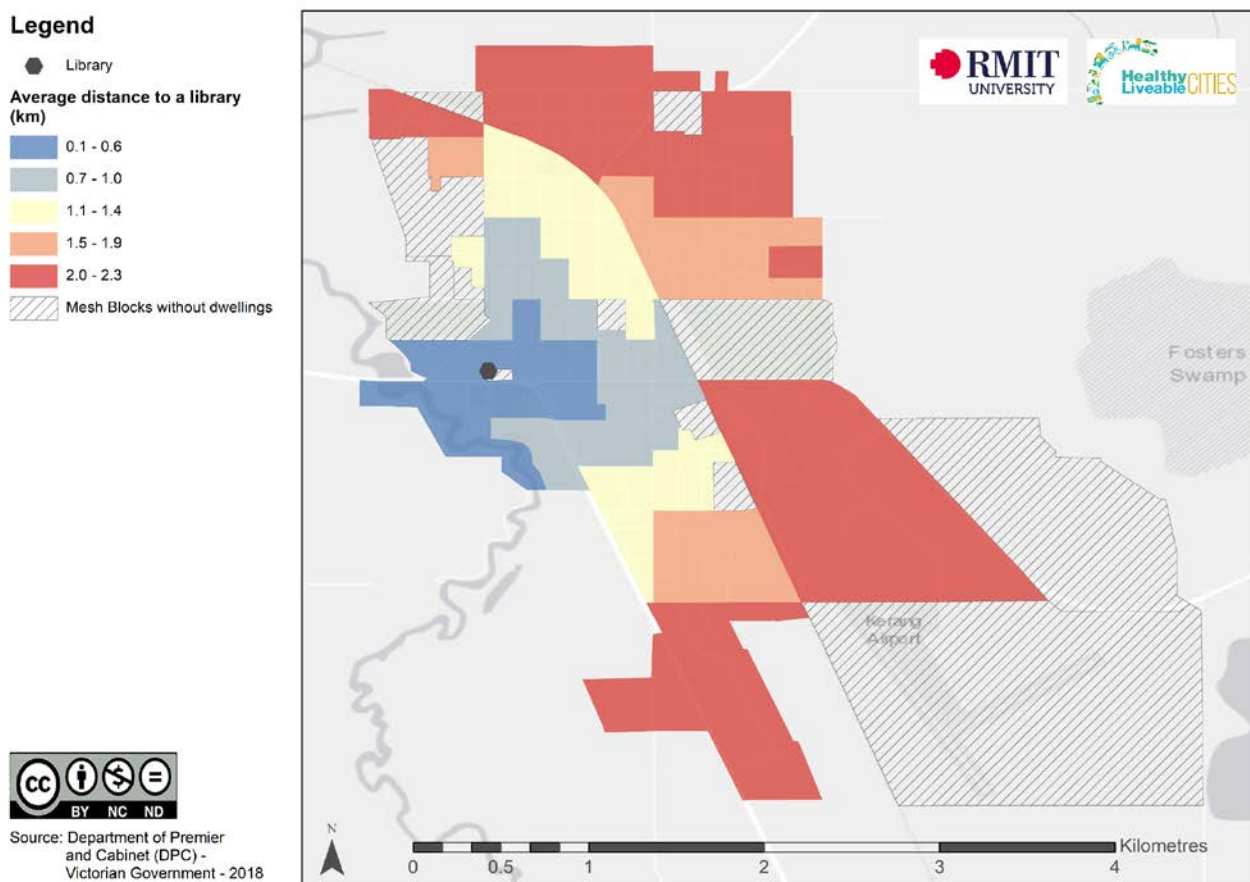 Legend
Library
Average distance to a library
(km)
0.1 - 0.6
0.7 - 1.0
1.1 - 1.4
1.5 - 1.9
2.0 - 2.3
Mesh Blocks without dwellings
RMIT
UNIVERSITY
Healthy
Liveable CITIES
Fosters
Swamp
Kerang
Airport
cc
BY NC ND
Source: Department of Premier
and Cabinet (DPC) -
Victorian Government - 2018
N
Kilometres
0 0.5 1 2 3 4